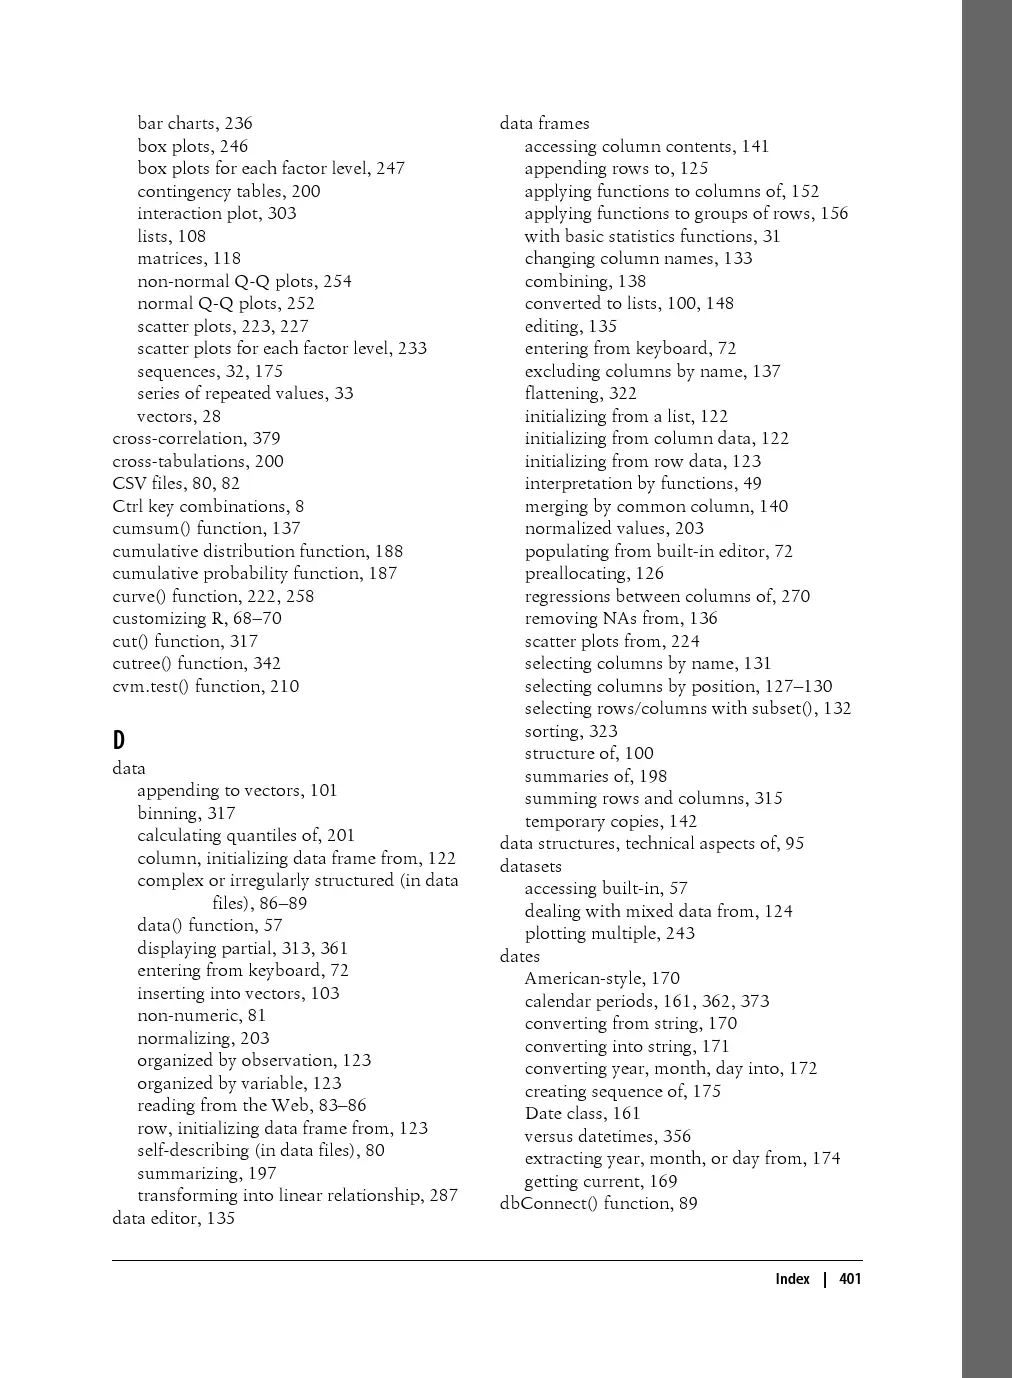 bar charts, 236
box plots, 246
box plots for each factor level, 247
contingency tables, 200
interaction plot, 303
lists, 108
matrices, 118
non-normal Q-Q plots, 254
normal Q-Q plots, 252
scatter plots, 223, 227
scatter plots for each factor level, 233
sequences, 32, 175
series of repeated values, 33
vectors, 28
cross-correlation, 379
cross-tabulations, 200
CSV files, 80, 82
Ctrl key combinations, 8
cumsum() function, 137
cumulative distribution function, 188
cumulative probability function, 187
curve() function, 222, 258
customizing R, 68–70
cut() function, 317
cutree() function, 342
cvm.test() function, 210
D
data
appending to vectors, 101
binning, 317
calculating quantiles of, 201
column, initializing data frame from, 122
complex or irregularly structured (in data
files), 86–89
data() function, 57
displaying partial, 313, 361
entering from keyboard, 72
inserting into vectors, 103
non-numeric, 81
normalizing, 203
organized by observation, 123
organized by variable, 123
reading from the Web, 83–86
row, initializing data frame from, 123
self-describing (in data files), 80
summarizing, 197
transforming into linear relationship, 287
data editor, 135
data frames
accessing column contents, 141
appending rows to, 125
applying functions to columns of, 152
applying functions to groups of rows, 156
with basic statistics functions, 31
changing column names, 133
combining, 138
converted to lists, 100, 148
editing, 135
entering from keyboard, 72
excluding columns by name, 137
flattening, 322
initializing from a list, 122
initializing from column data, 122
initializing from row data, 123
interpretation by functions, 49
merging by common column, 140
normalized values, 203
populating from built-in editor, 72
preallocating, 126
regressions between columns of, 270
removing NAs from, 136
scatter plots from, 224
selecting columns by name, 131
selecting columns by position, 127–130
selecting rows/columns with subset(), 132
sorting, 323
structure of, 100
summaries of, 198
summing rows and columns, 315
temporary copies, 142
data structures, technical aspects of, 95
datasets
accessing built-in, 57
dealing with mixed data from, 124
plotting multiple, 243
dates
American-style, 170
calendar periods, 161, 362, 373
converting from string, 170
converting into string, 171
converting year, month, day into, 172
creating sequence of, 175
Date class, 161
versus datetimes, 356
extracting year, month, or day from, 174
getting current, 169
dbConnect() function, 89
Index | 401